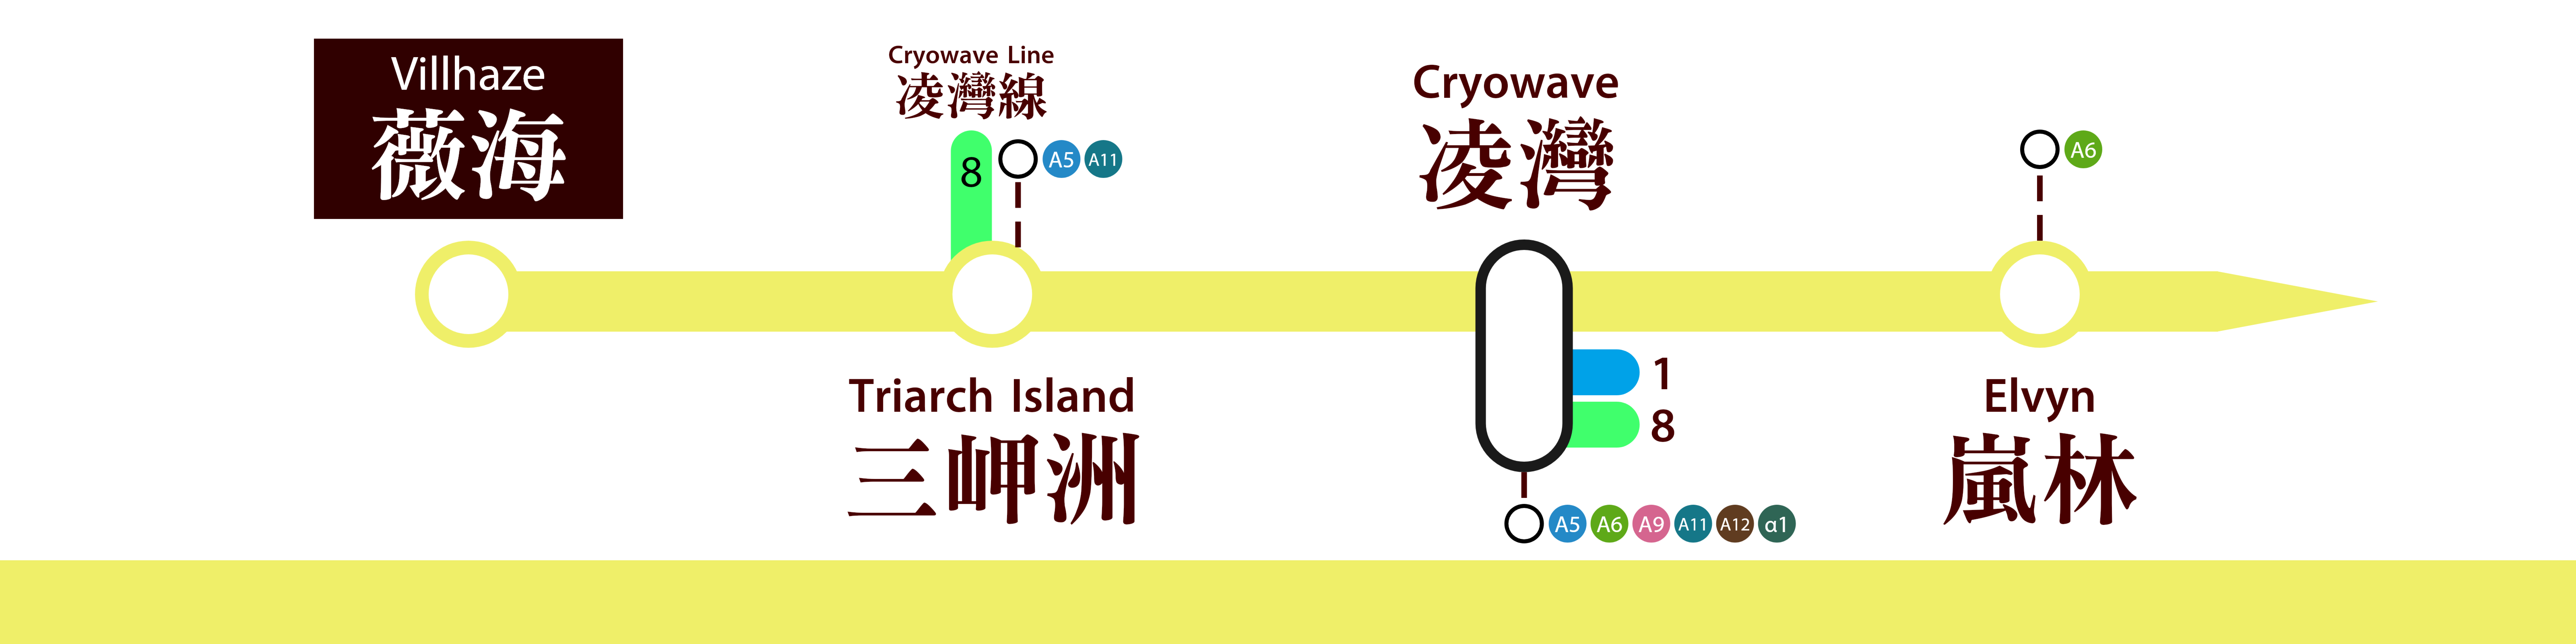 Villhaze
薇海
Cryowave Line
凌灣線
8
A5 A11
Triarch Island
三岬洲
Cryowave
凌灣
1
8
A5 A6 A9 A11 A12 α1
A6
Elvyn
嵐林